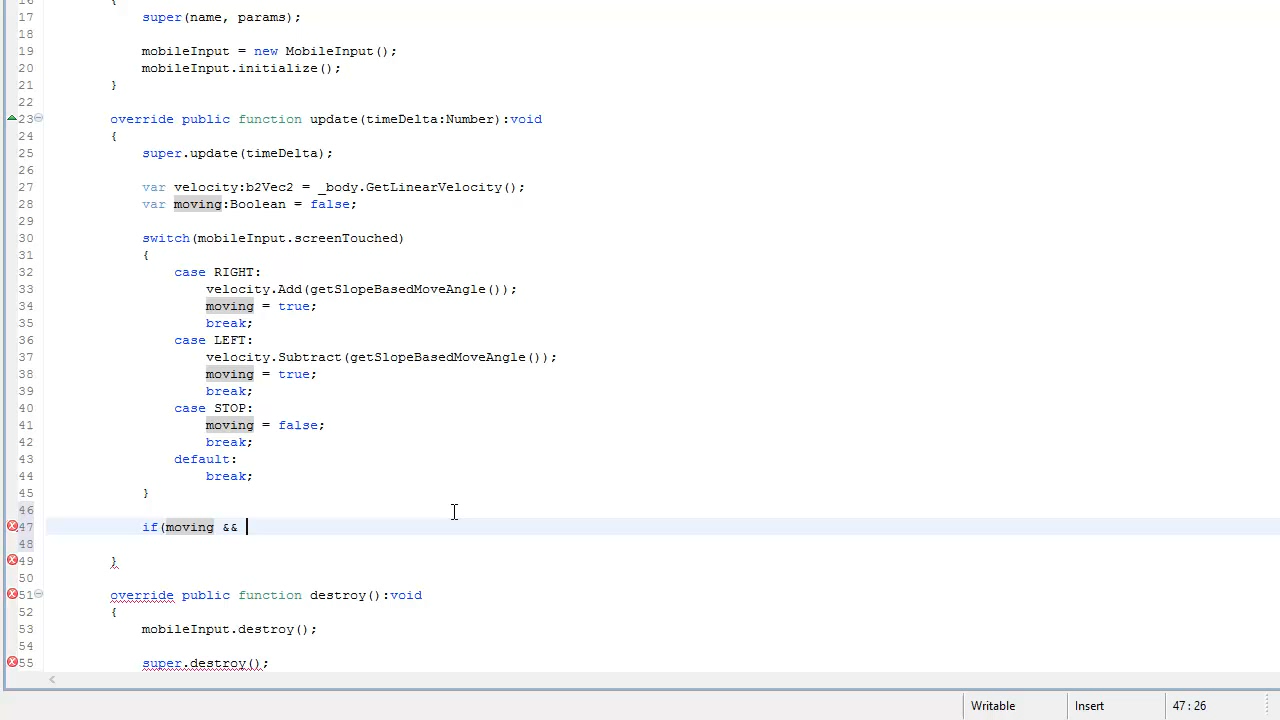 16 {
17 super(name, params);
18
19 mobileInput = new MobileInput();
20 mobileInput.initialize();
21 }
22
23 override public function update(timeDelta:Number):void
24 {
25 super.update(timeDelta);
26
27 var velocity:b2Vec2 = _body.GetLinearVelocity();
28 var moving:Boolean = false;
29
30 switch(mobileInput.screenTouched)
31 {
32 case RIGHT:
33 velocity.Add(getSlopeBasedMoveAngle());
34 moving = true;
35 break;
36 case LEFT:
37 velocity.Subtract(getSlopeBasedMoveAngle());
38 moving = true;
39 break;
40 case STOP:
41 moving = false;
42 break;
43 default:
44 break;
45 }
46
47 if(moving &&
48
49 }
50
51 override public function destroy():void
52 {
53 mobileInput.destroy();
54
55 super.destroy();
Writable Insert 47 : 26